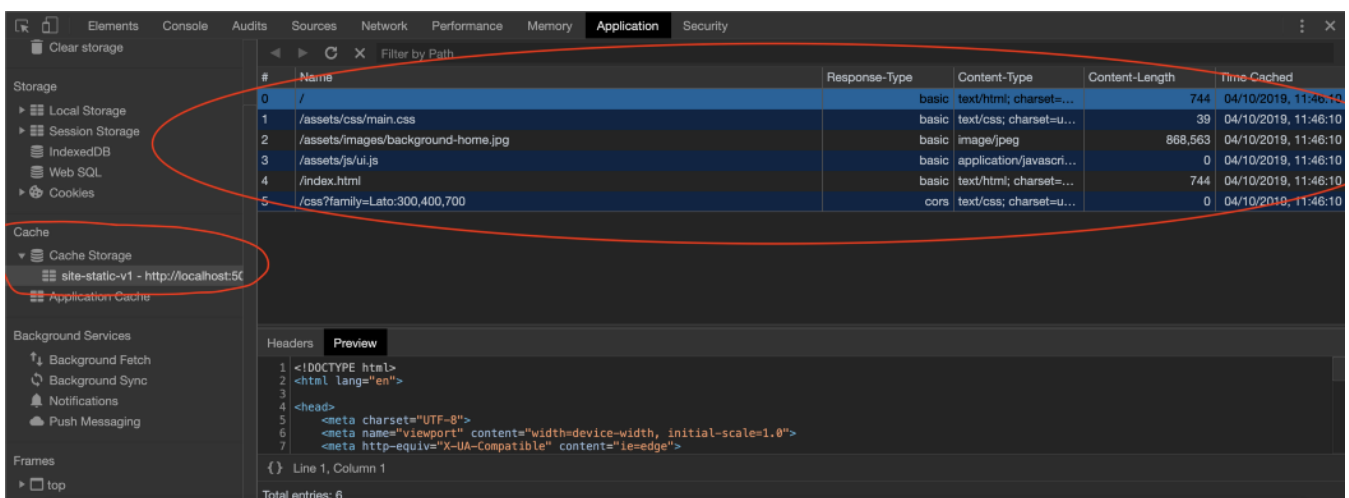 Elements Console Audits Sources Network Performance Memory Application Security
Clear storage
Filter by Path
Storage
Local Storage
Session Storage
IndexedDB
Web SQL
Cookies
Cache
Cache Storage
site-static-v1 - http://localhost:50
Application Cache
Background Services
Background Fetch
Background Sync
Notifications
Push Messaging
Frames
top
# Name Response-Type Content-Type Content-Length Time Cached
0 / basic text/html; charset=... 744 04/10/2019, 11:46:10
1 /assets/css/main.css basic text/css; charset=u... 39 04/10/2019, 11:46:10
2 /assets/images/background-home.jpg basic image/jpeg 868,563 04/10/2019, 11:46:10
3 /assets/js/ui.js basic application/javascri... 0 04/10/2019, 11:46:10
4 /index.html basic text/html; charset=... 744 04/10/2019, 11:46:10
5 /css?family=Lato:300,400,700 cors text/css; charset=u... 0 04/10/2019, 11:46:10
Headers Preview
1 <!DOCTYPE html>
2 <html lang="en">
3
4 <head>
5 <meta charset="UTF-8">
6 <meta name="viewport" content="width=device-width, initial-scale=1.0">
7 <meta http-equiv="X-UA-Compatible" content="ie=edge">
{} Line 1, Column 1
Total entries: 6